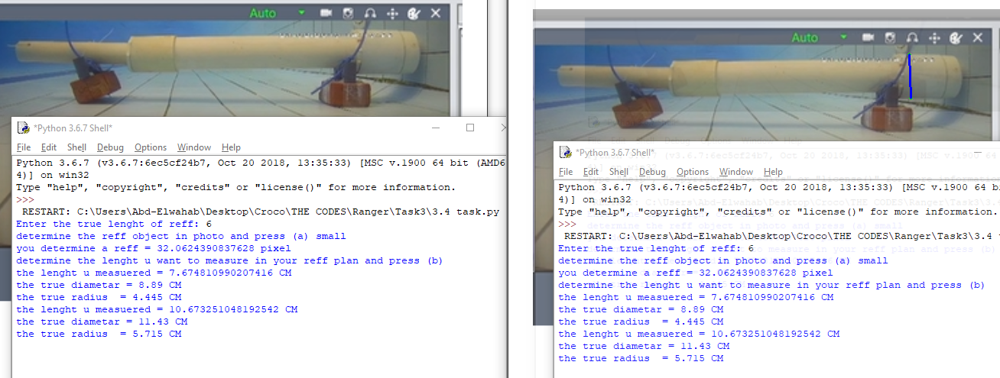 Auto
*Python 3.6.7 Shell*
File Edit Shell Debug Options Window Help
Python 3.6.7 (v3.6.7:6ec5cf24b7, Oct 20 2018, 13:35:33) [MSC v.1900 64 bit (AMD6
4)] on win32
Type "help", "copyright", "credits" or "license()" for more information.
>>>
RESTART: C:\Users\Abd-Elwahab\Desktop\Croco\THE CODES\Ranger\Task3\3.4 task.py
Enter the true lenght of reff: 6
determine the reff object in photo and press (a) small
you determine a reff = 32.0624390837628 pixel
determine the lenght u want to measure in your reff plan and press (b)
the lenght u measuered = 7.674810990207416 CM
the true diametar = 8.89 CM
the true radius  = 4.445 CM
the lenght u measuered = 10.673251048192542 CM
the true diametar = 11.43 CM
the true radius  = 5.715 CM
Auto
*Python 3.6.7 Shell*
File Edit Shell Debug Options Window Help
Python 3.6.7 (v3.6.7:6ec5cf24b7, Oct 20 2018, 13:35:33) [MSC v.1900 64 b
4)] on win32
Type "help", "copyright", "credits" or "license()" for more information.
>>>
RESTART: C:\Users\Abd-Elwahab\Desktop\Croco\THE CODES\Ranger\Task3\3.4
Enter the true lenght of reff: 6
determine the reff object in photo and press (a) small
you determine a reff = 32.0624390837628 pixel
determine the lenght u want to measure in your reff plan and press (b)
the lenght u measuered = 7.674810990207416 CM
the true diametar = 8.89 CM
the true radius  = 4.445 CM
the lenght u measuered = 10.673251048192542 CM
the true diametar = 11.43 CM
the true radius  = 5.715 CM